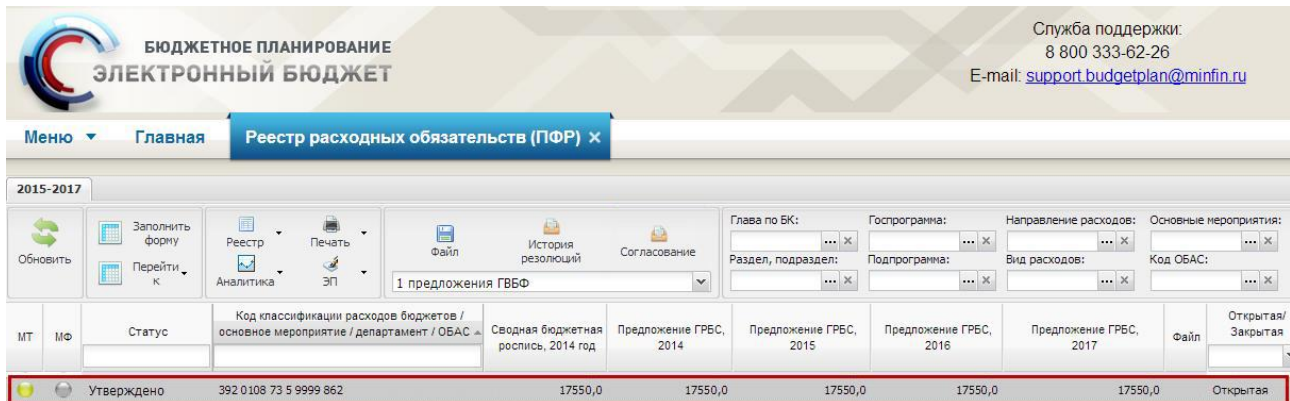 БЮДЖЕТНОЕ ПЛАНИРОВАНИЕ
ЭЛЕКТРОННЫЙ БЮДЖЕТ
Служба поддержки:
8 800 333-62-26
E-mail: support.budgetplan@minfin.ru
Меню Главная Реестр расходных обязательств (ПФР) ×
2015-2017
Обновить
Заполнить
форму
Перейти
к
Реестр
Печать
Аналитика
ЭП
Файл
История
резолюций
Согласование
1 предложения ГВБФ
Глава по БК:
Госпрограмма:
Направление расходов:
Основные мероприятия:
Раздел, подраздел:
Подпрограмма:
Вид расходов:
Код ОБАС:
МТ
МФ
Статус
Код классификации расходов бюджетов /
основное мероприятие / департамент / ОБАС
Сводная бюджетная
роспись, 2014 год
Предложение ГРБС,
2014
Предложение ГРБС,
2015
Предложение ГРБС,
2016
Предложение ГРБС,
2017
Файл
Открытая/
Закрытая
Утверждено 392 0108 73 5 9999 862 17550,0 17550,0 17550,0 17550,0 17550,0 Открытая